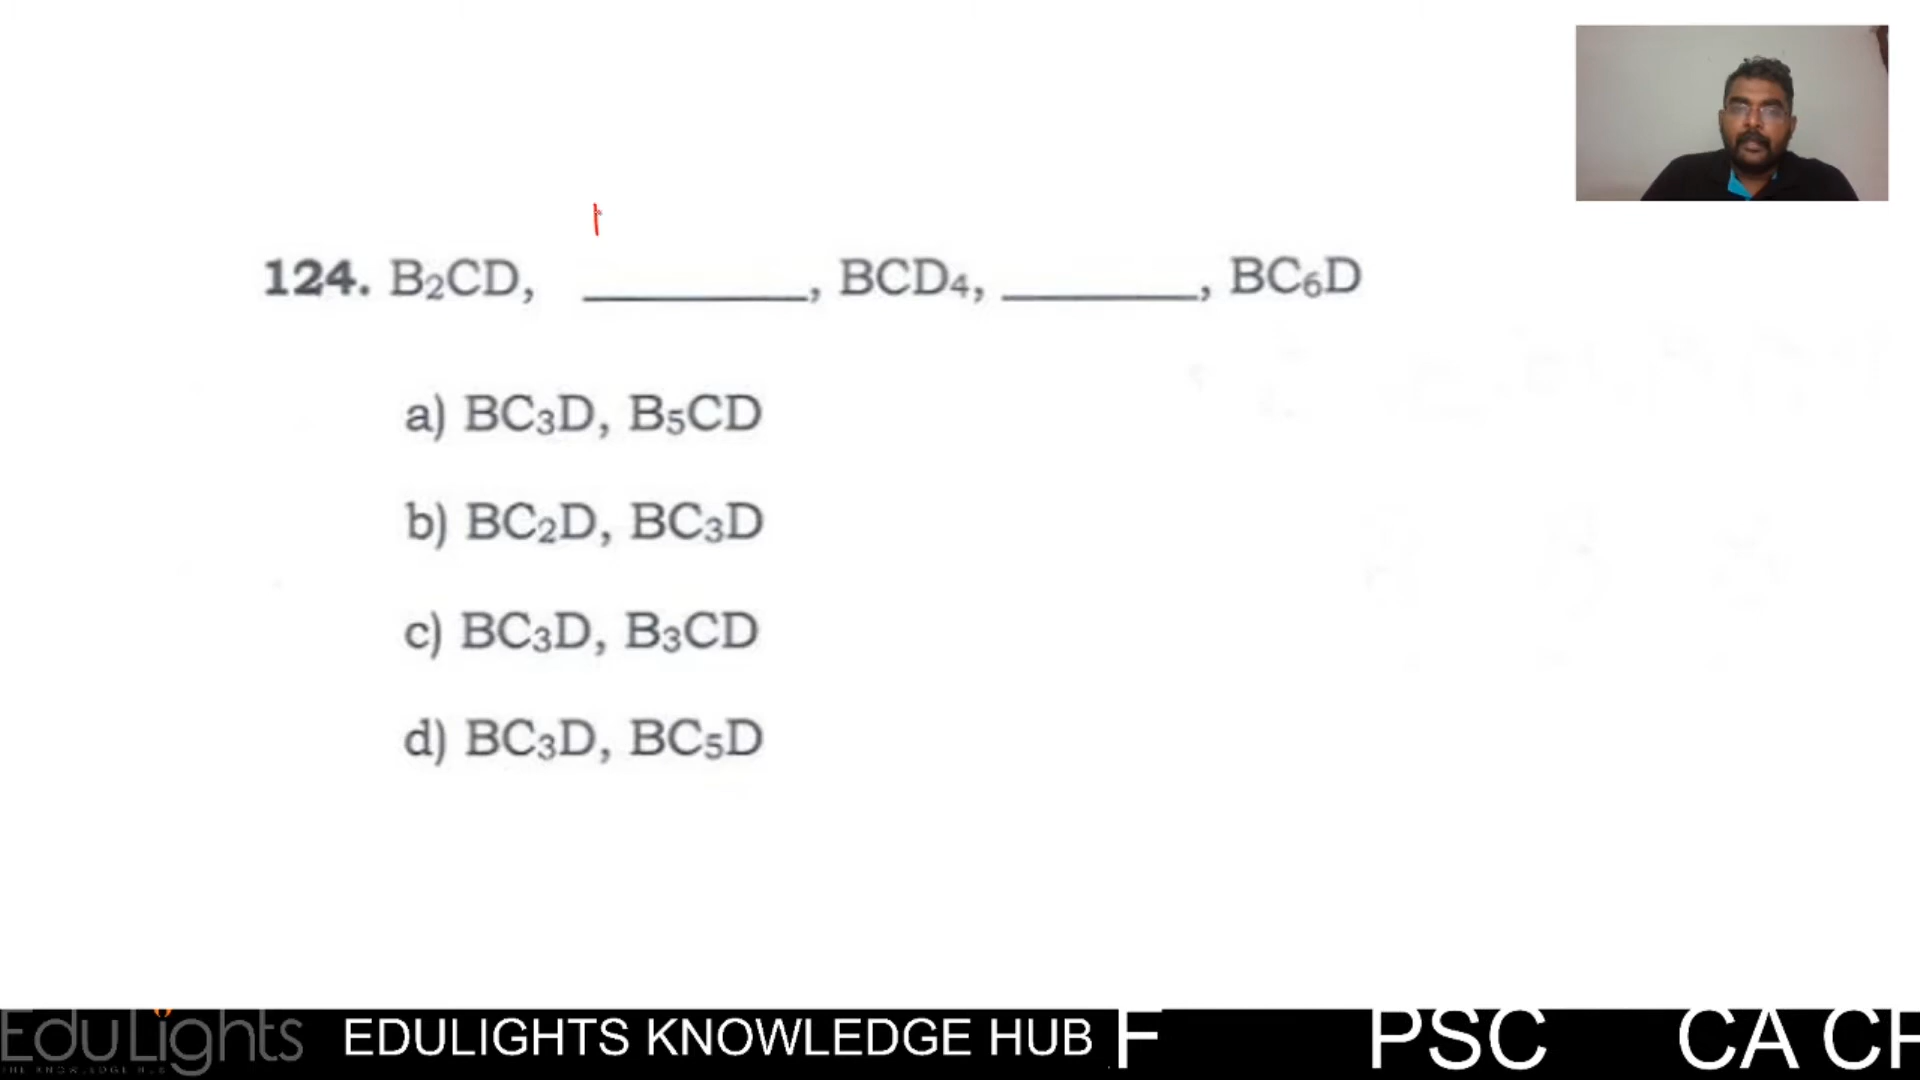 124. B₂CD, ________, BCD₄, ________, BC₆D
a) BC₃D, B₅CD
b) BC₂D, BC₃D
c) BC₃D, B₃CD
d) BC₃D, BC₅D
EduLights EDULIGHTS KNOWLEDGE HUB F PSC CA